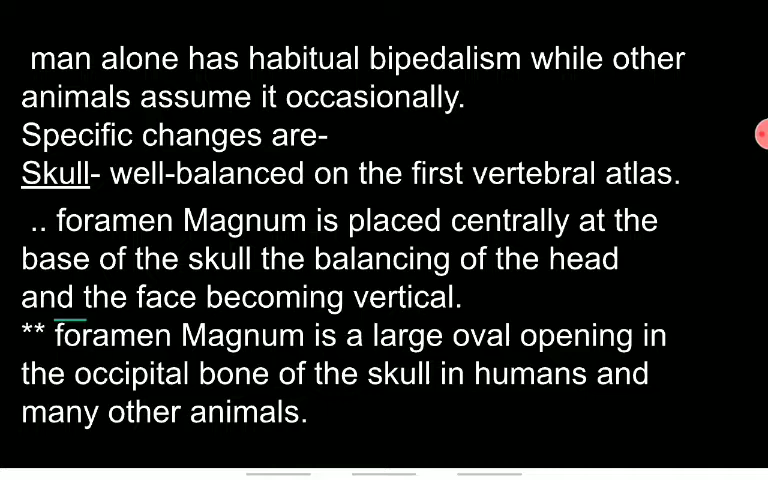 man alone has habitual bipedalism while other
animals assume it occasionally.
Specific changes are-
Skull- well-balanced on the first vertebral atlas.
.. foramen Magnum is placed centrally at the
base of the skull the balancing of the head
and the face becoming vertical.
** foramen Magnum is a large oval opening in
the occipital bone of the skull in humans and
many other animals.